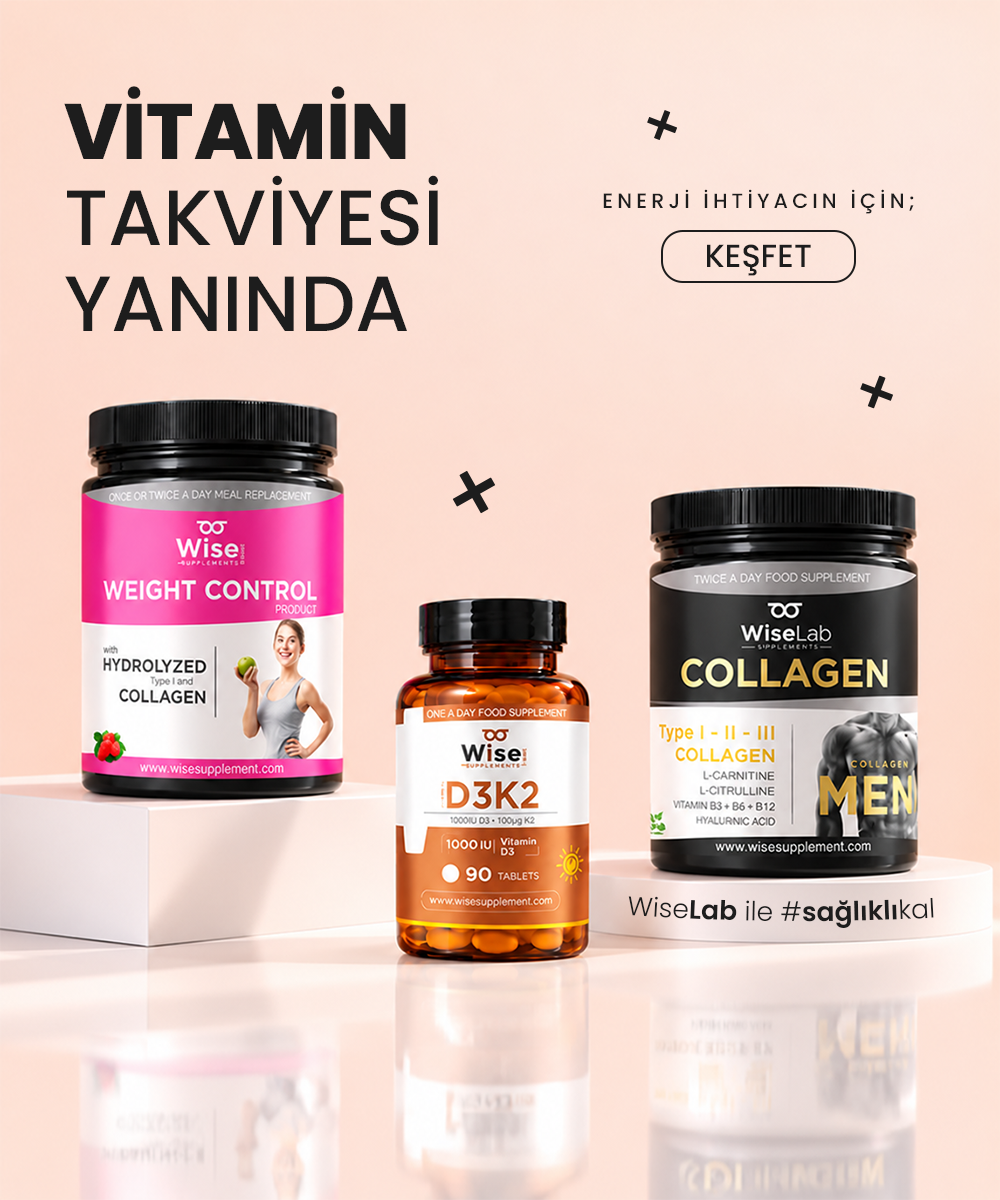 VİTAMİN
TAKVİYESİ
YANINDA
ENERJİ İHTİYACIN İÇİN;
KEŞFET
ONCE OR TWICE A DAY MEAL REPLACEMENT
Wise
SUPPLEMENTS
WEIGHT CONTROL
PRODUCT
with
HYDROLYZED
Type I and
COLLAGEN
www.wisesupplement.com
ONE A DAY FOOD SUPPLEMENT
Wise
SUPPLEMENTS
D3K2
1000IU D3 • 100µg K2
1000 IU
Vitamin
D3
90 TABLETS
www.wisesupplement.com
TWICE A DAY FOOD SUPPLEMENT
WiseLab
SUPPLEMENTS
COLLAGEN
Type I - II - III
COLLAGEN
L-CARNITINE
L-CITRULLINE
VITAMIN B3 + B6 + B12
HYALURNIC ACID
COLLAGEN
MEN
www.wisesupplement.com
WiseLab ile #sağlıklıkal